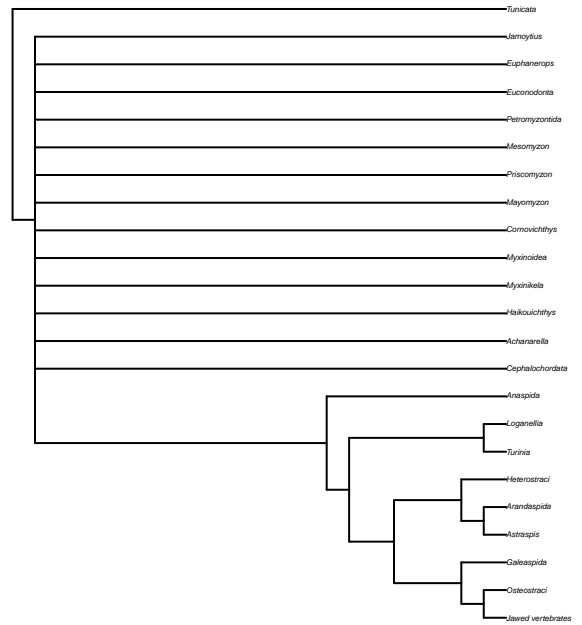 Tunicata
Jamoytius
Euphanerops
Euconodonta
Petromyzontida
Mesomyzon
Priscomyzon
Mayomyzon
Cornovichthys
Myxinoidea
Myxinikela
Haikouichthys
Achanarella
Cephalochordata
Anaspida
Loganellia
Turinia
Heterostraci
Arandaspida
Astraspis
Galeaspida
Osteostraci
Jawed vertebrates